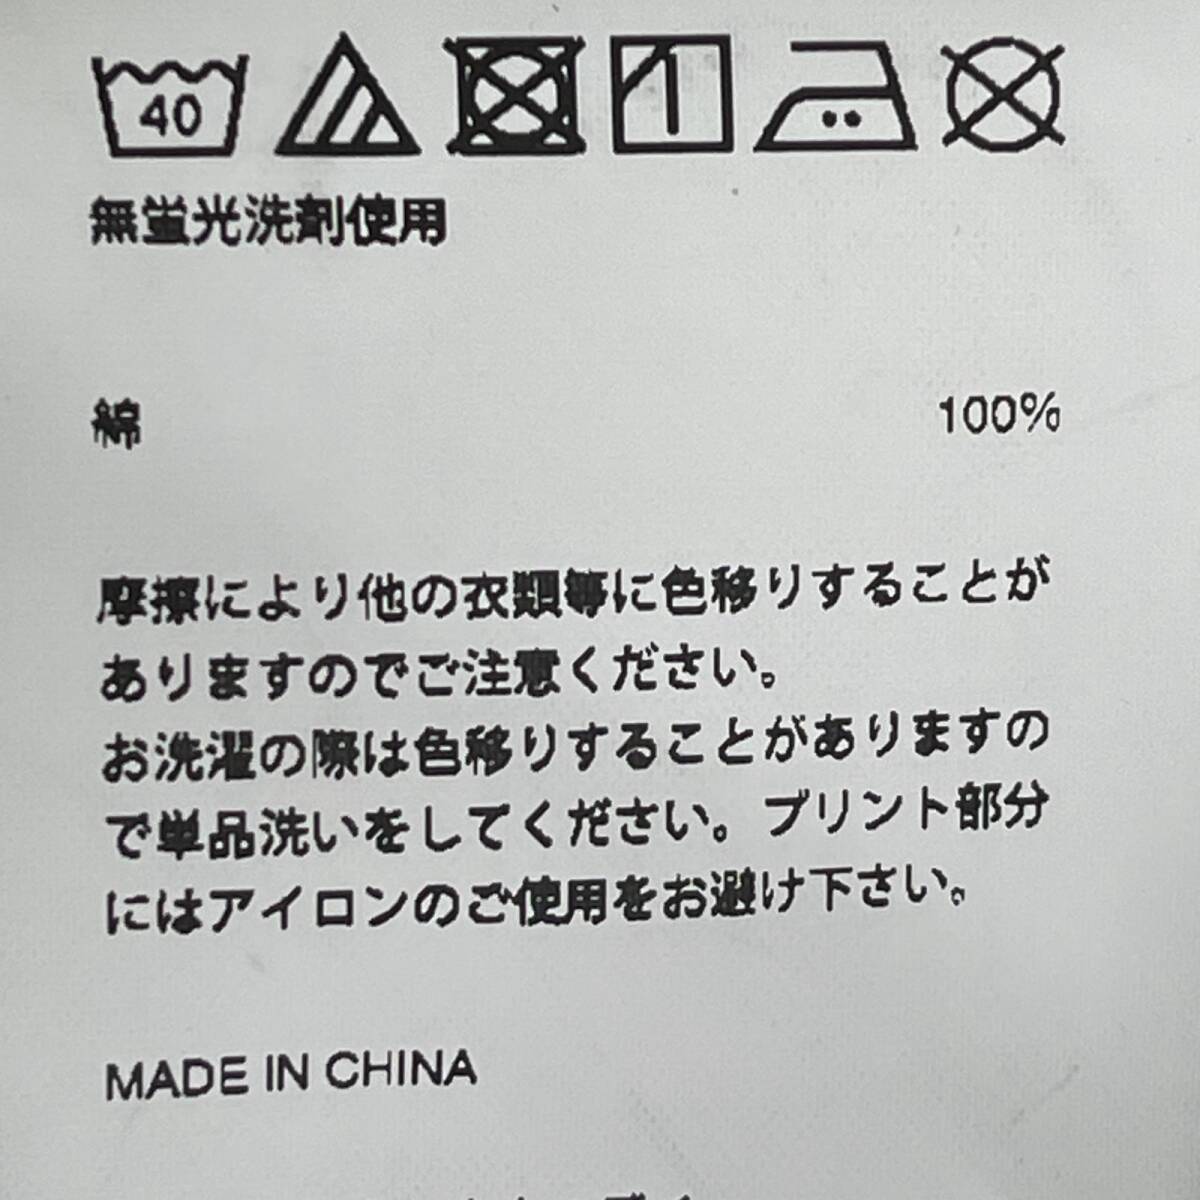 40
無蛍光洗剤使用
綿 100%
摩擦により他の衣類等に色移りすることが
ありますのでご注意ください。
お洗濯の際は色移りすることがありますの
で単品洗いをしてください。プリント部分
にはアイロンのご使用をお避け下さい。
MADE IN CHINA